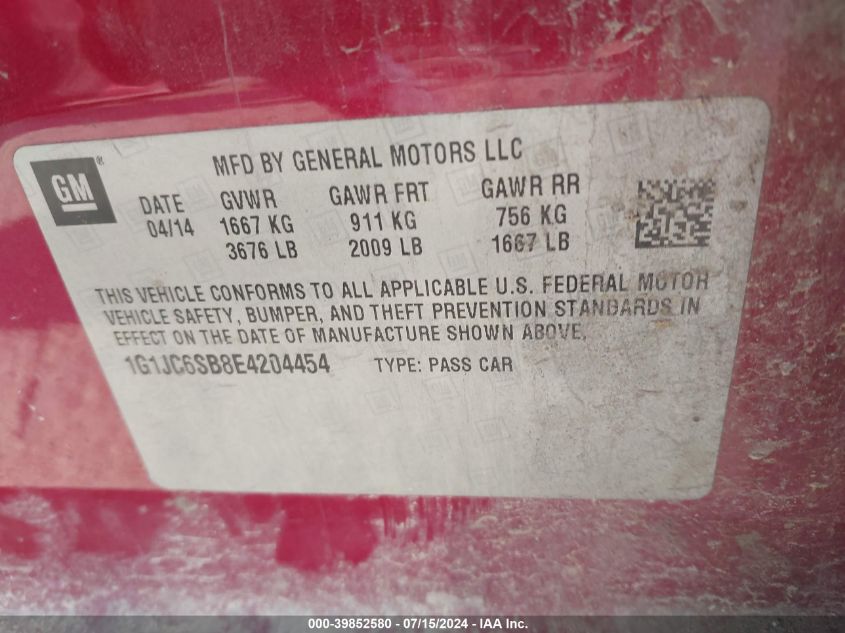 GM®
MFD BY GENERAL MOTORS LLC
DATE GVWR GAWR FRT GAWR RR
04/14 1667 KG 911 KG 756 KG
3676 LB 2009 LB 1667 LB
THIS VEHICLE CONFORMS TO ALL APPLICABLE U.S. FEDERAL MOTOR
VEHICLE SAFETY, BUMPER, AND THEFT PREVENTION STANDARDS IN
EFFECT ON THE DATE OF MANUFACTURE SHOWN ABOVE.
1G1JC6SB8E4204454 TYPE: PASS CAR
000-39852580 - 07/15/2024 - IAA Inc.